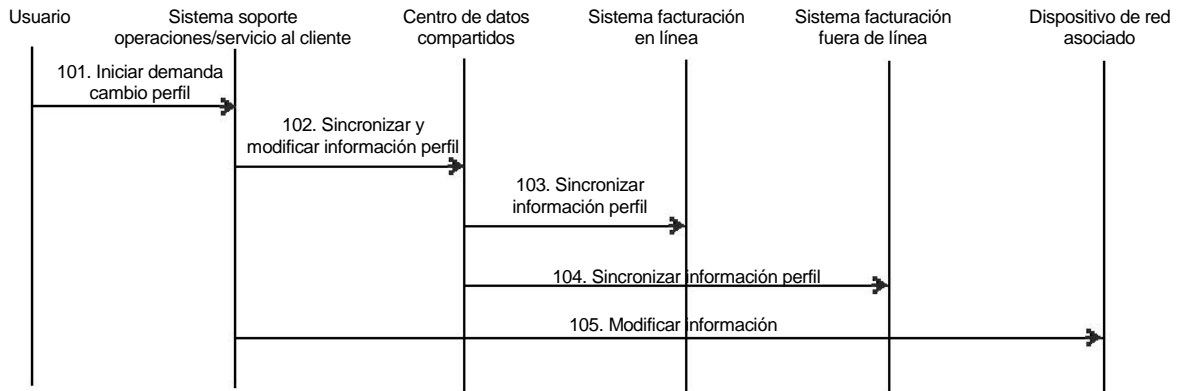 Usuario
Sistema soporte
operaciones/servicio al cliente
Centro de datos
compartidos
Sistema facturación
en línea
Sistema facturación
fuera de línea
Dispositivo de red
asociado
101. Iniciar demanda
cambio perfil
102. Sincronizar y
modificar información perfil
103. Sincronizar
información perfil
104. Sincronizar información perfil
105. Modificar información